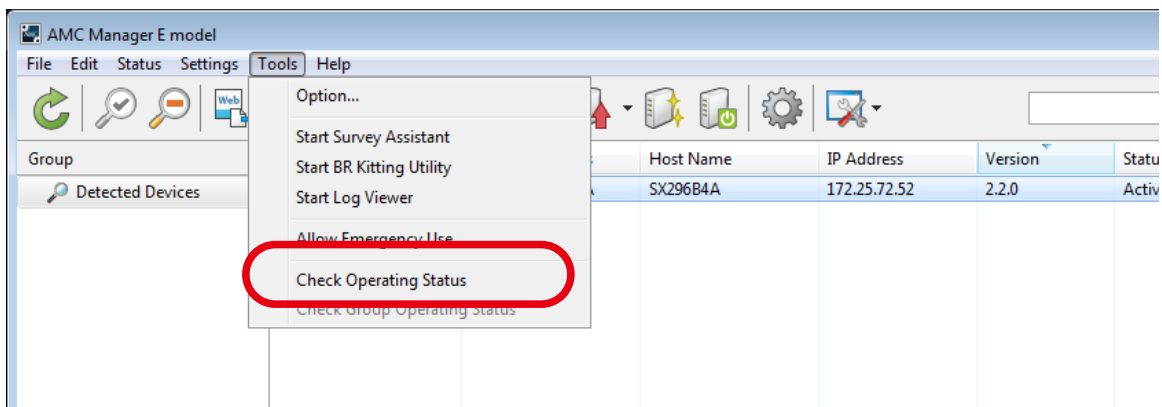 AMC Manager E model
File Edit Status Settings Tools Help
Web
Option...
Start Survey Assistant
Start BR Kitting Utility
Start Log Viewer
Allow Emergency Use
Check Operating Status
Check Group Operating Status
Group Host Name IP Address Version Statu
Detected Devices SX296B4A 172.25.72.52 2.2.0 Activ